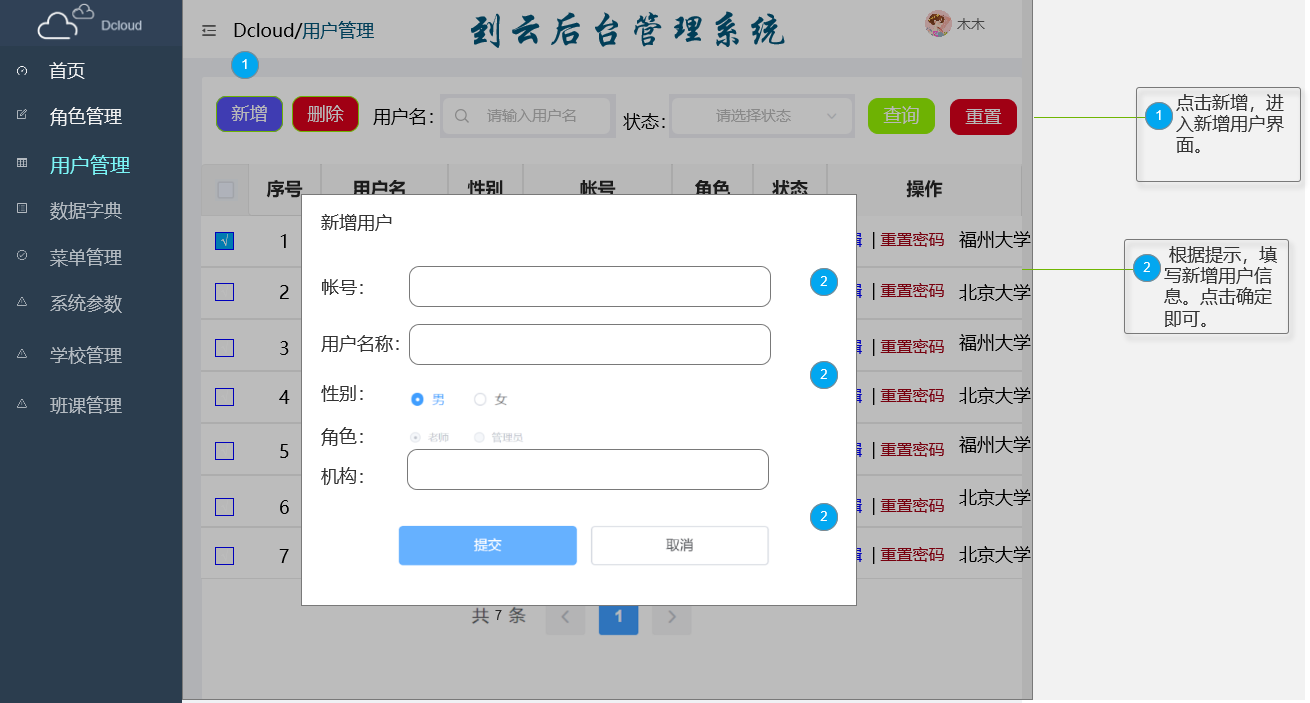 Dcloud
首页
角色管理
用户管理
数据字典
菜单管理
系统参数
学校管理
班课管理
Dcloud/用户管理
到云后台管理系统
木木
1
新增
删除
用户名：
请输入用户名
状态：
请选择状态
查询
重置
序号 用户名 性别 帐号 角色 状态 操作
√ 1 | 重置密码 福州大学
2 | 重置密码 北京大学
3 | 重置密码 福州大学
4 | 重置密码 北京大学
5 | 重置密码 福州大学
6 | 重置密码 北京大学
7 | 重置密码 北京大学
新增用户
帐号： 2
用户名称：
2
性别： 男 女
角色： 老师 管理员
机构：
2
提交 取消
共 7 条 < 1 >
1 点击新增，进
入新增用户界
面。
2 根据提示，填
写新增用户信
息。点击确定
即可。